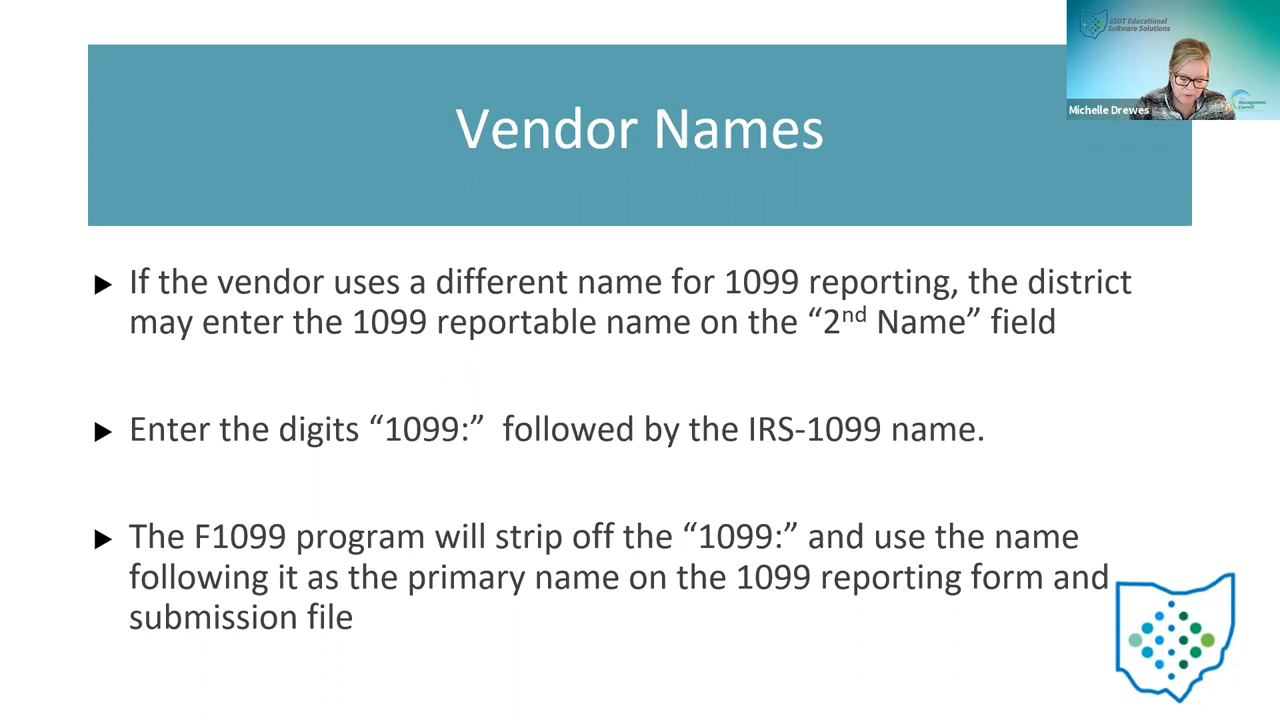 SSDT Educational
Software Solutions
Management
Council
Michelle Drewes
Vendor Names
If the vendor uses a different name for 1099 reporting, the district
may enter the 1099 reportable name on the “2nd Name” field
Enter the digits “1099:”  followed by the IRS-1099 name.
The F1099 program will strip off the “1099:” and use the name
following it as the primary name on the 1099 reporting form and
submission file